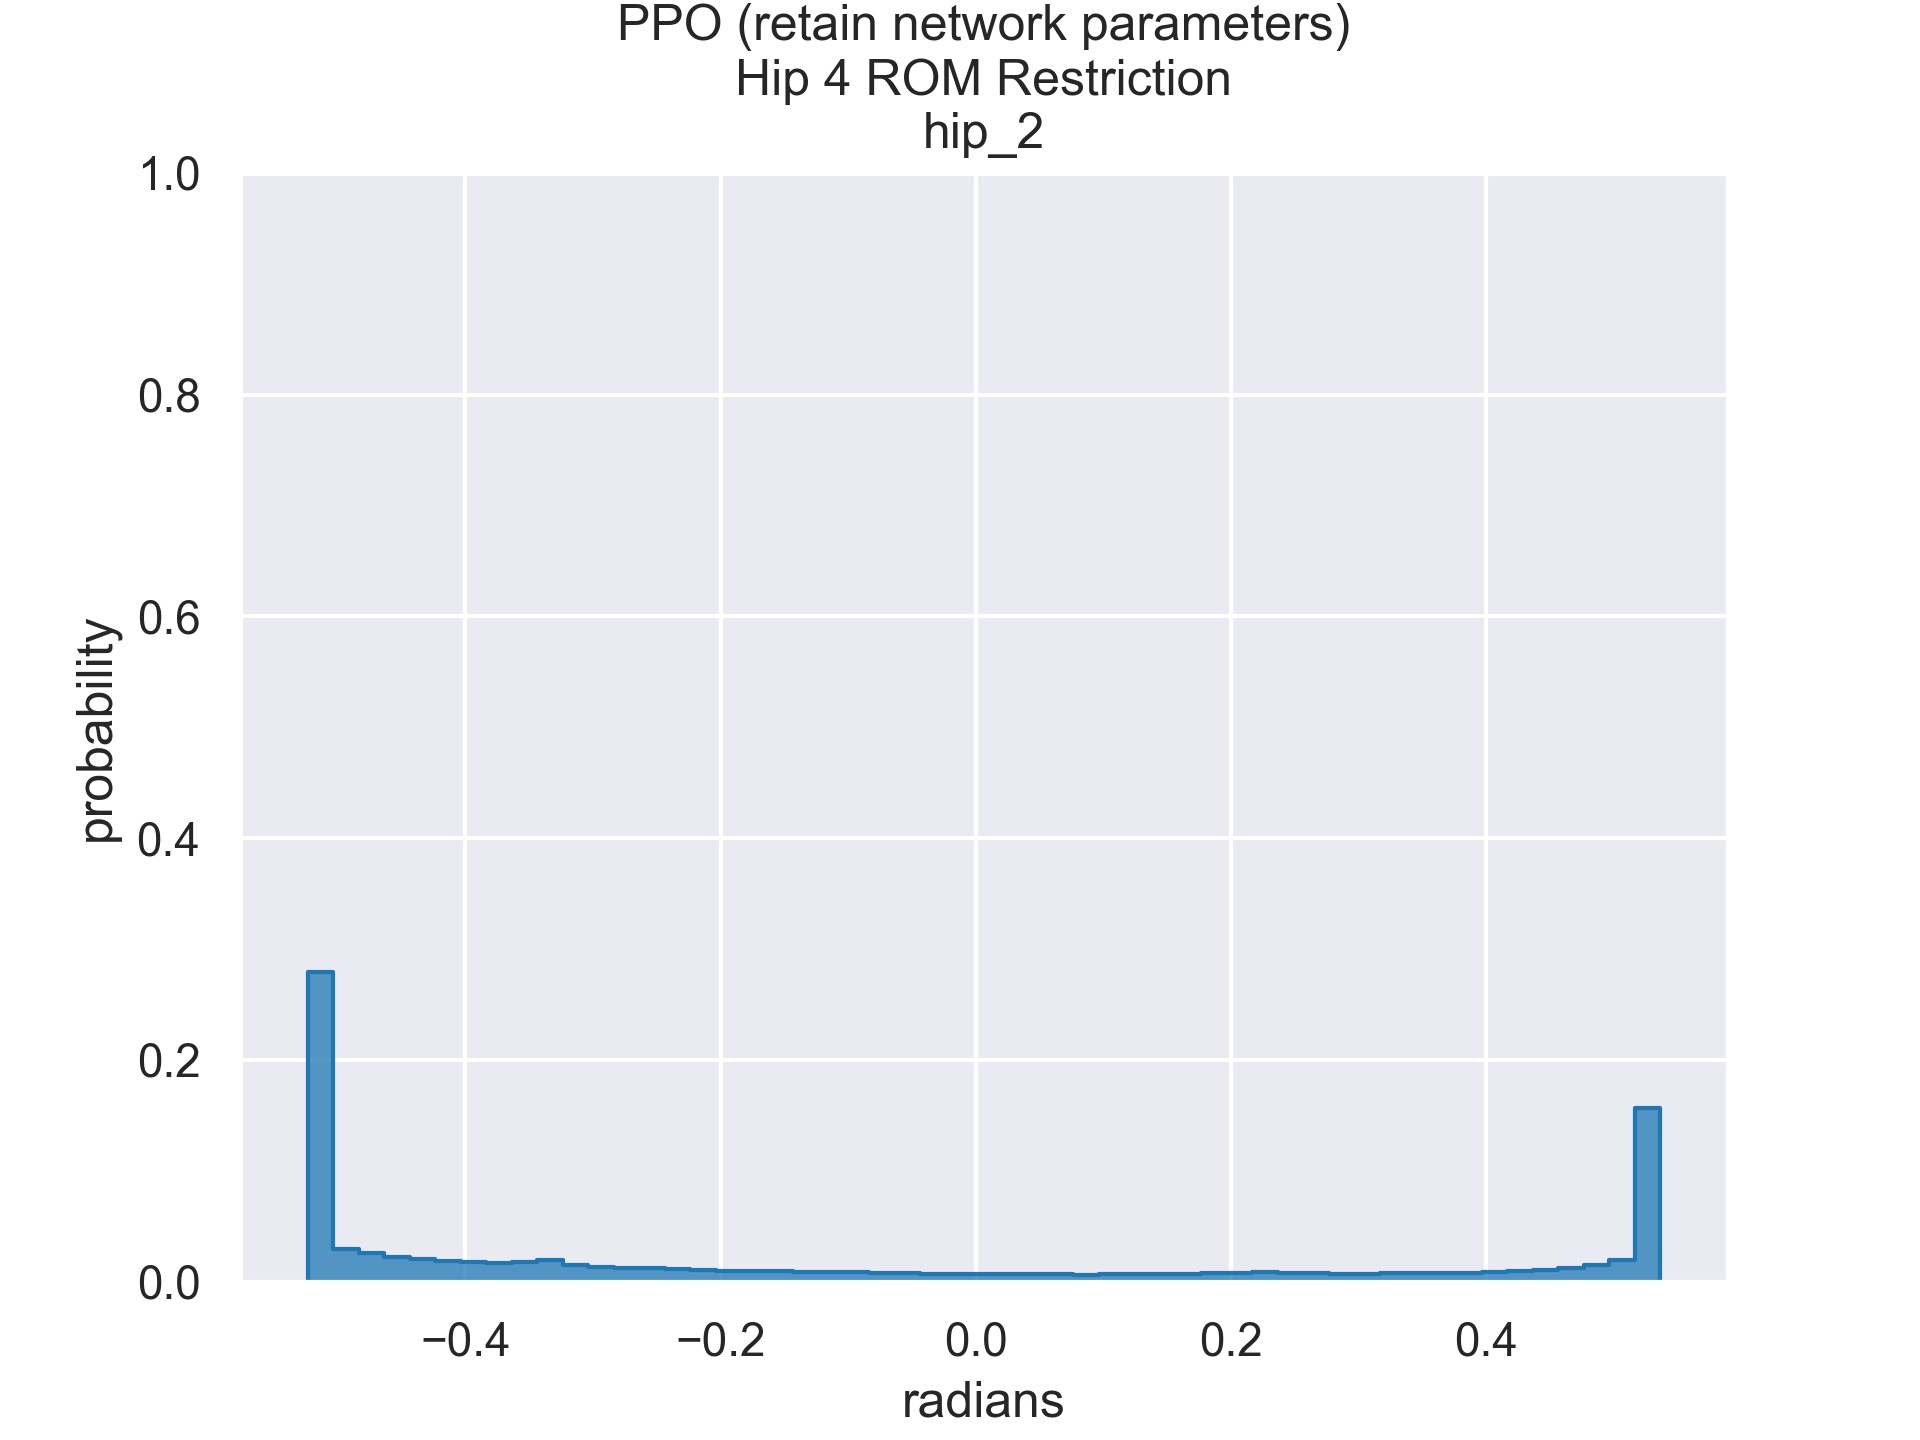 PPO (retain network parameters)
Hip 4 ROM Restriction
hip_2
1.0
0.8
0.6
0.4
0.2
0.0
probability
−0.4
−0.2
0.0
0.2
0.4
radians